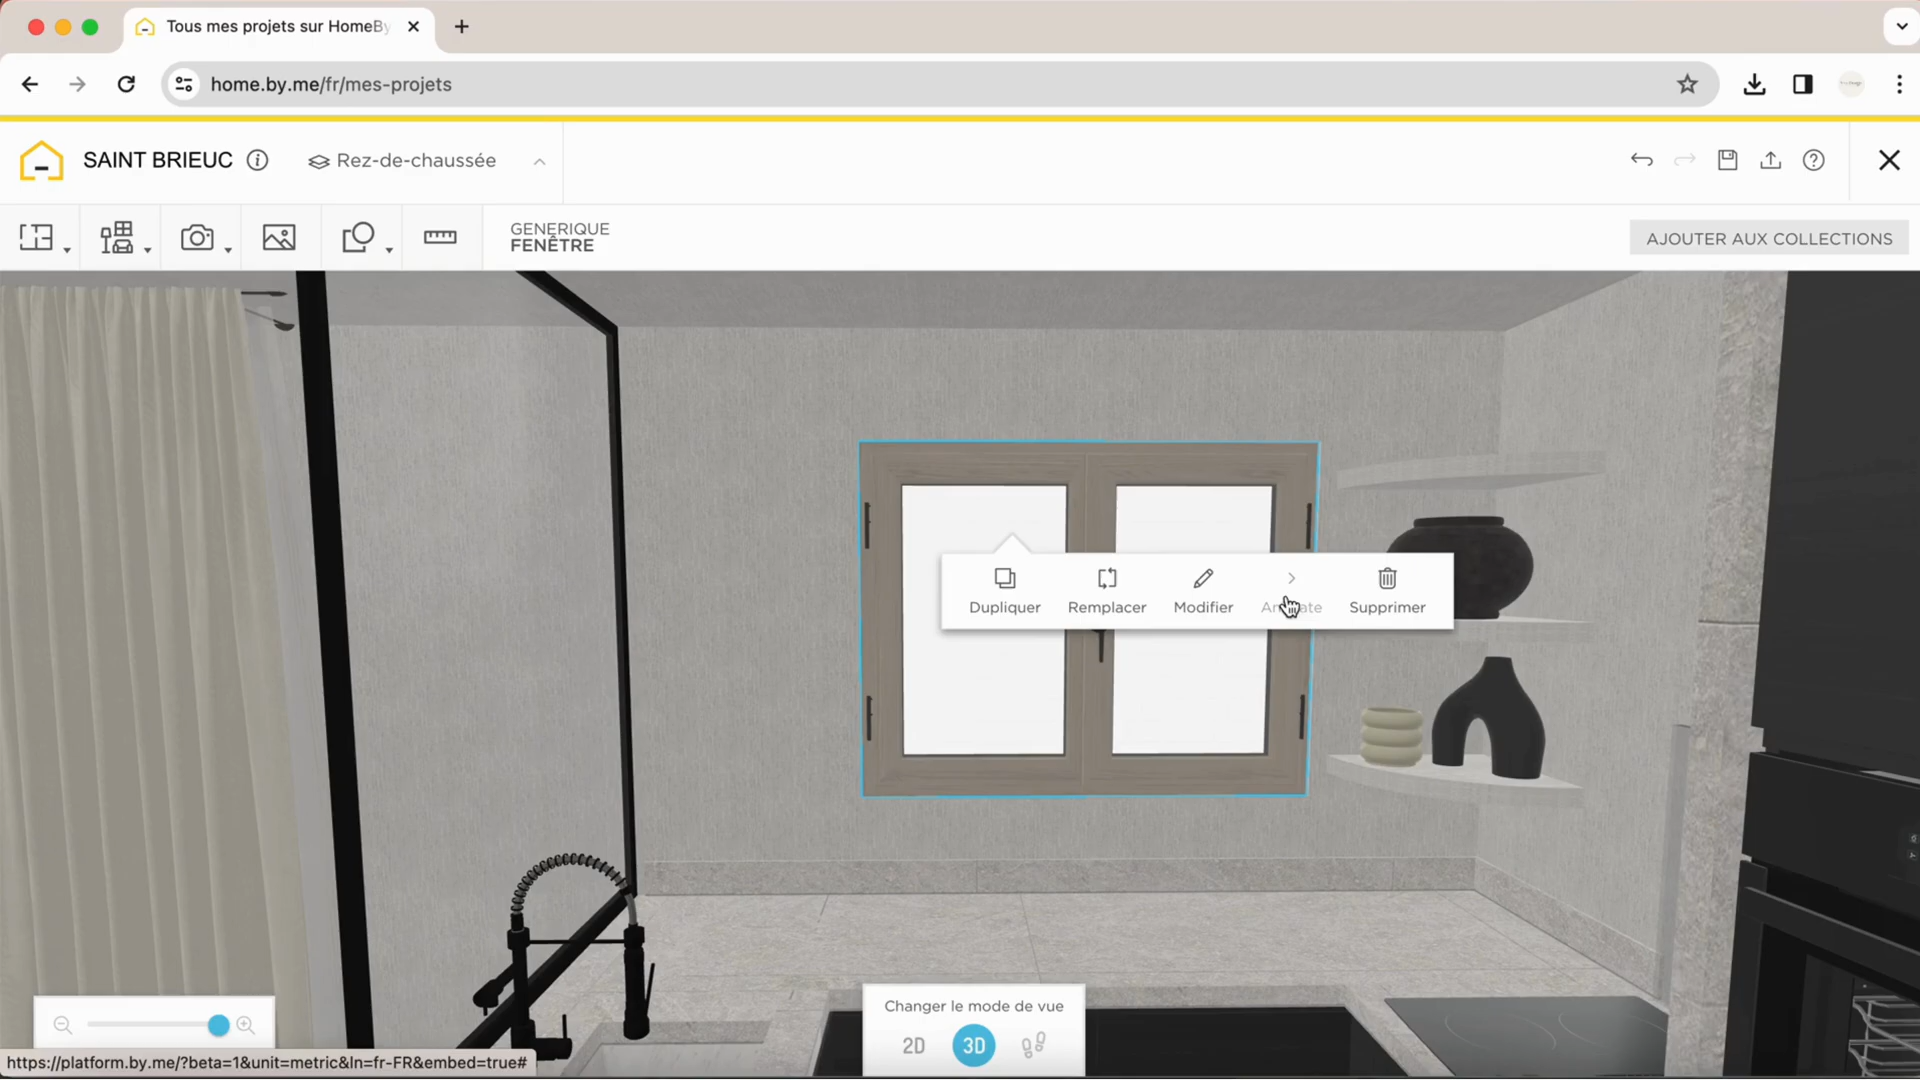 Tous mes projets sur HomeBy
home.by.me/fr/mes-projets
SAINT BRIEUC
Rez-de-chaussée
GENERIQUE
FENÊTRE
AJOUTER AUX COLLECTIONS
Dupliquer
Remplacer
Modifier
Supprimer
Changer le mode de vue
2D
3D
https://platform.by.me/?beta=1&unit=metric&ln=fr-FR&embed=true#